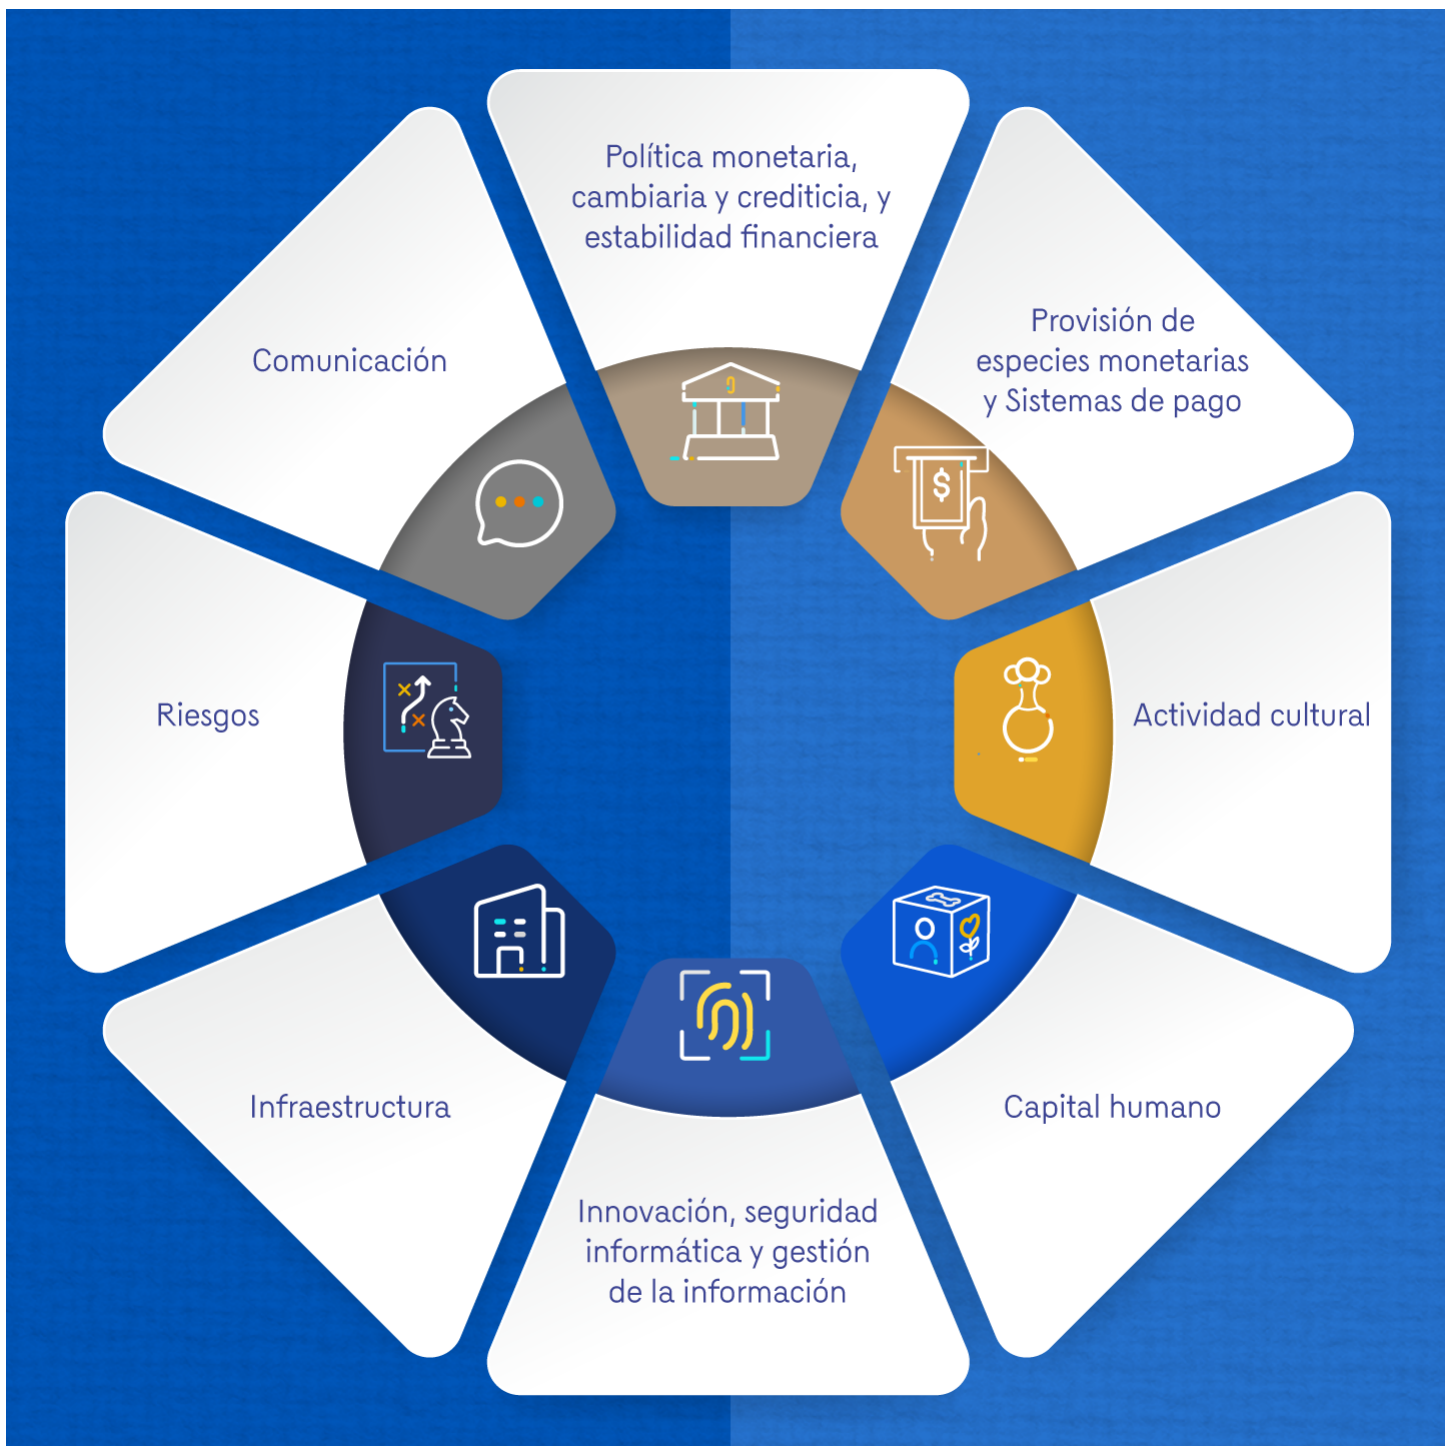 Política monetaria,
cambiaria y crediticia, y
estabilidad financiera
Provisión de
especies monetarias
y Sistemas de pago
Actividad cultural
Capital humano
Innovación, seguridad
informática y gestión
de la información
Infraestructura
Riesgos
Comunicación
$